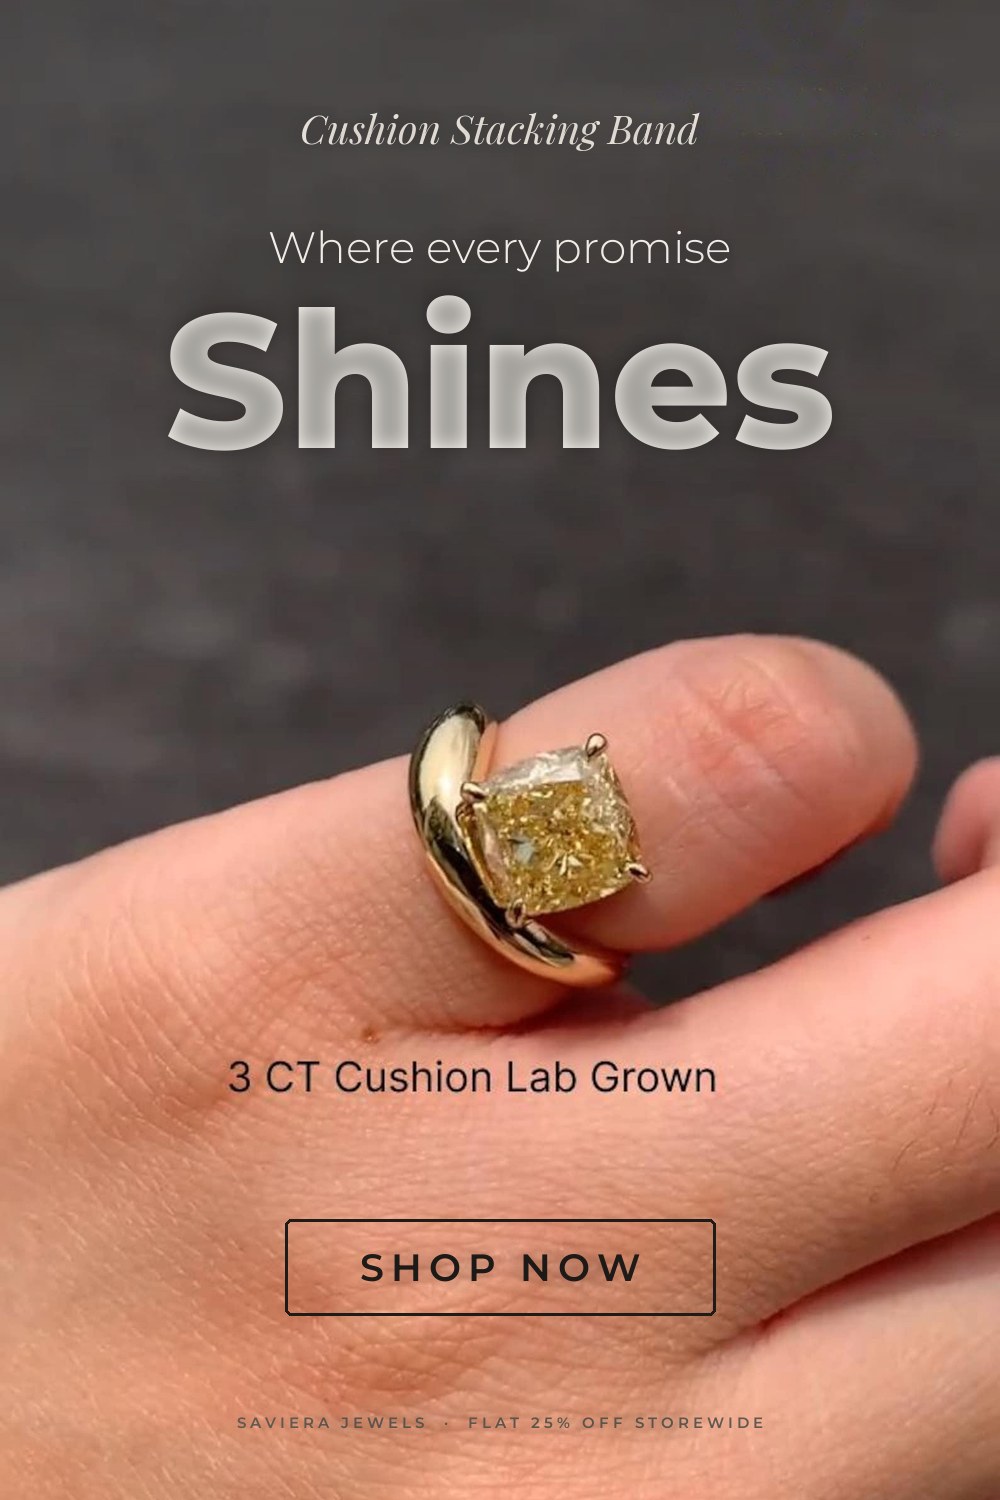 Cushion Stacking Band
Where every promise
Shines
3 CT Cushion Lab Grown
SHOP NOW
SAVIERA JEWELS · FLAT 25% OFF STOREWIDE